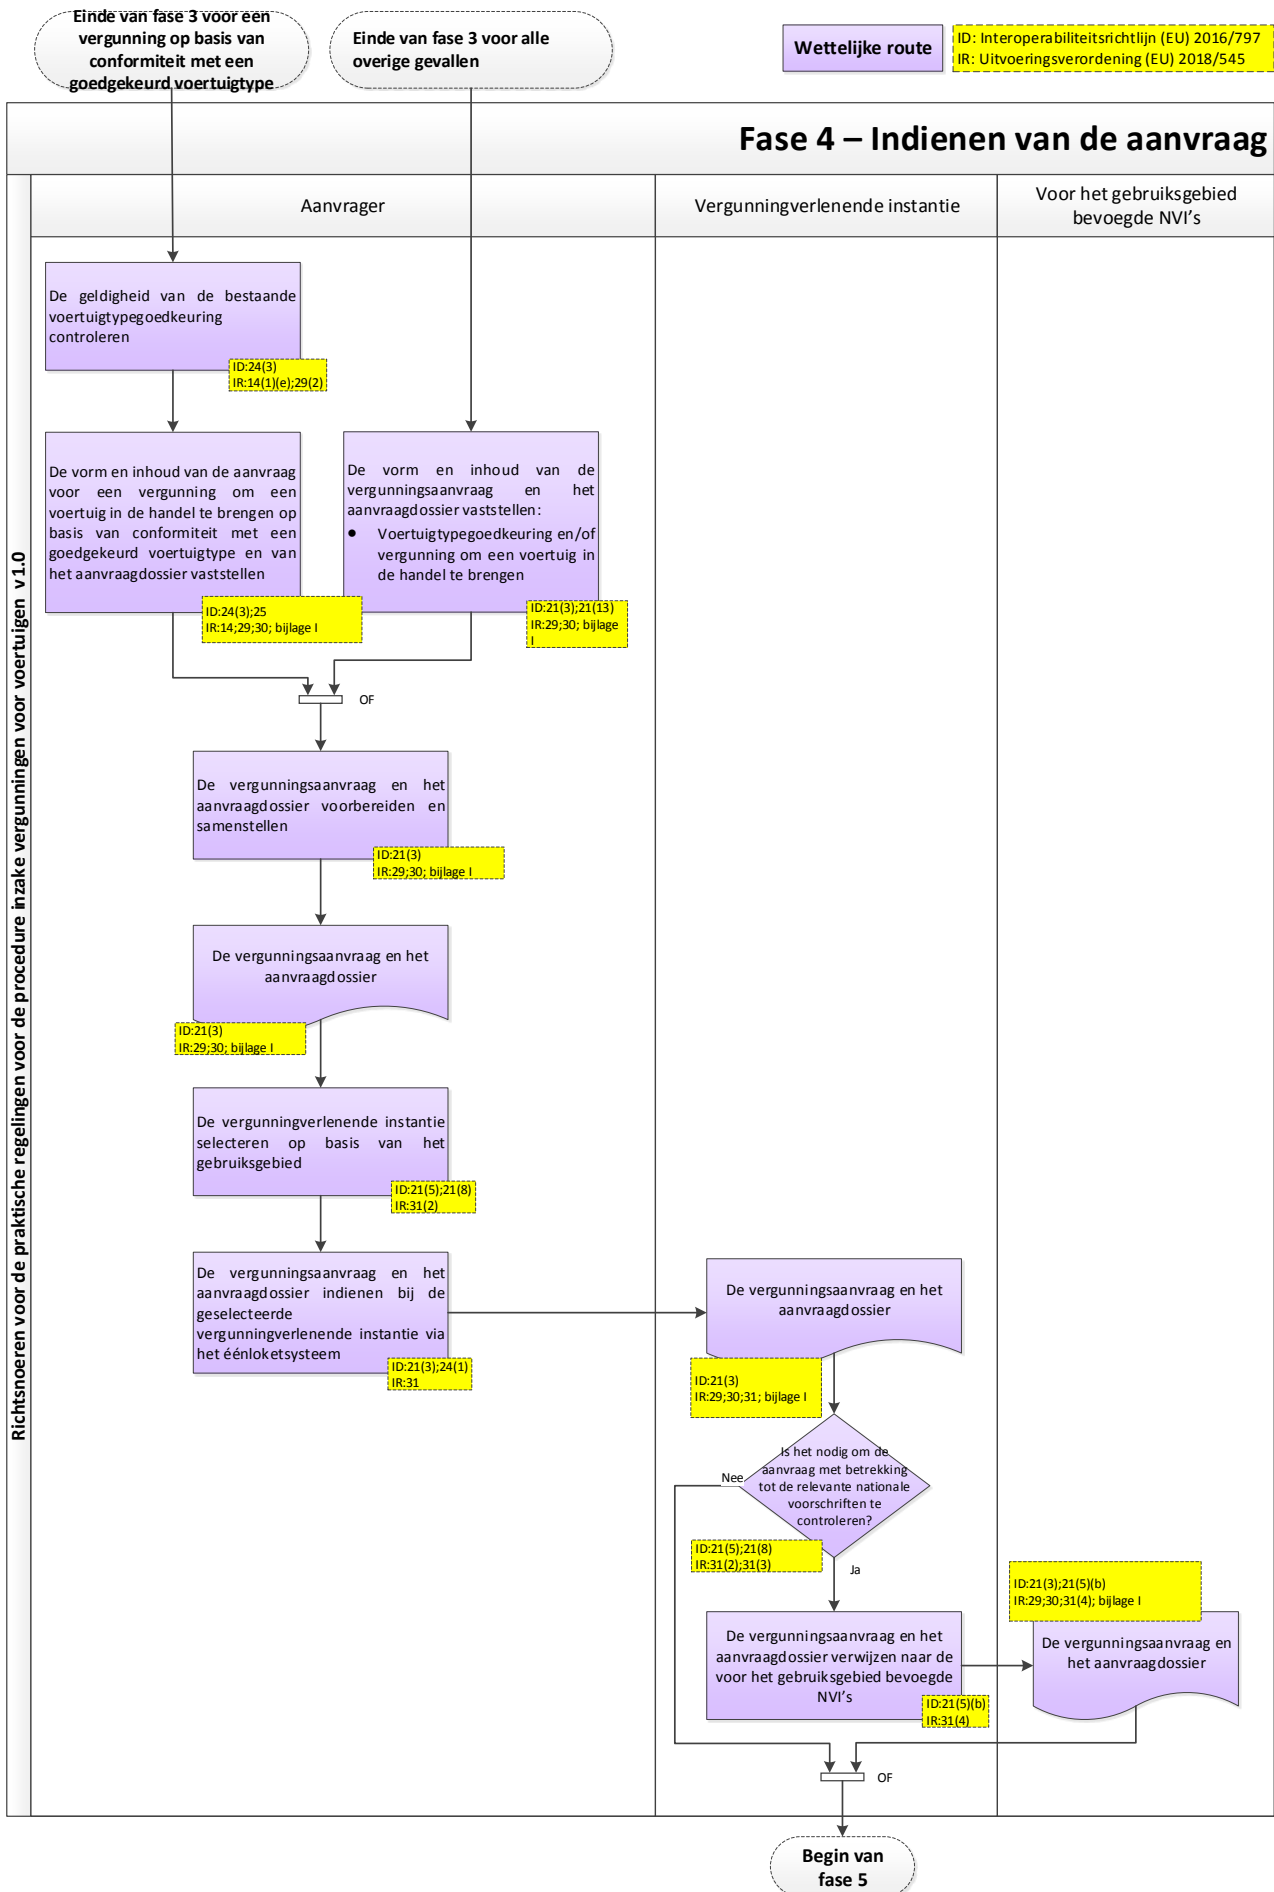 Einde van fase 3 voor een
vergunning op basis van
conformiteit met een
goedgekeurd voertuigtype
Einde van fase 3 voor alle
overige gevallen
Wettelijke route
ID: Interoperabiliteitsrichtlijn (EU) 2016/797
IR: Uitvoeringsverordening (EU) 2018/545
Fase 4 – Indienen van de aanvraag
Richtsnoeren voor de praktische regelingen voor de procedure inzake vergunningen voor voertuigen v1.0
Aanvrager
Vergunningverlenende instantie
Voor het gebruiksgebied
bevoegde NVI’s
De geldigheid van de bestaande
voertuigtypegoedkeuring
controleren
ID:24(3)
IR:14(1)(e);29(2)
De vorm en inhoud van de aanvraag
voor een vergunning om een
voertuig in de handel te brengen op
basis van conformiteit met een
goedgekeurd voertuigtype en van
het aanvraagdossier vaststellen
ID:24(3);25
IR:14;29;30; bijlage I
De vorm en inhoud van de
vergunningsaanvraag en het
aanvraagdossier vaststellen:
● Voertuigtypegoedkeuring en/of
vergunning om een voertuig in
de handel te brengen
ID:21(3);21(13)
IR:29;30; bijlage
I
OF
De vergunningsaanvraag en het
aanvraagdossier voorbereiden en
samenstellen
ID:21(3)
IR:29;30; bijlage I
De vergunningsaanvraag en het
aanvraagdossier
ID:21(3)
IR:29;30; bijlage I
De vergunningverlenende instantie
selecteren op basis van het
gebruiksgebied
ID:21(5);21(8)
IR:31(2)
De vergunningsaanvraag en het
aanvraagdossier indienen bij de
geselecteerde
vergunningverlenende instantie via
het éénloketsysteem
ID:21(3);24(1)
IR:31
De vergunningsaanvraag en het
aanvraagdossier
ID:21(3)
IR:29;30;31; bijlage I
Is het nodig om de
aanvraag met betrekking
tot de relevante nationale
voorschriften te
controleren?
Nee
ID:21(5);21(8)
IR:31(2);31(3)
Ja
De vergunningsaanvraag en het
aanvraagdossier verwijzen naar de
voor het gebruiksgebied bevoegde
NVI’s
ID:21(5)(b)
IR:31(4)
ID:21(3);21(5)(b)
IR:29;30;31(4); bijlage I
De vergunningsaanvraag en
het aanvraagdossier
OF
Begin van
fase 5